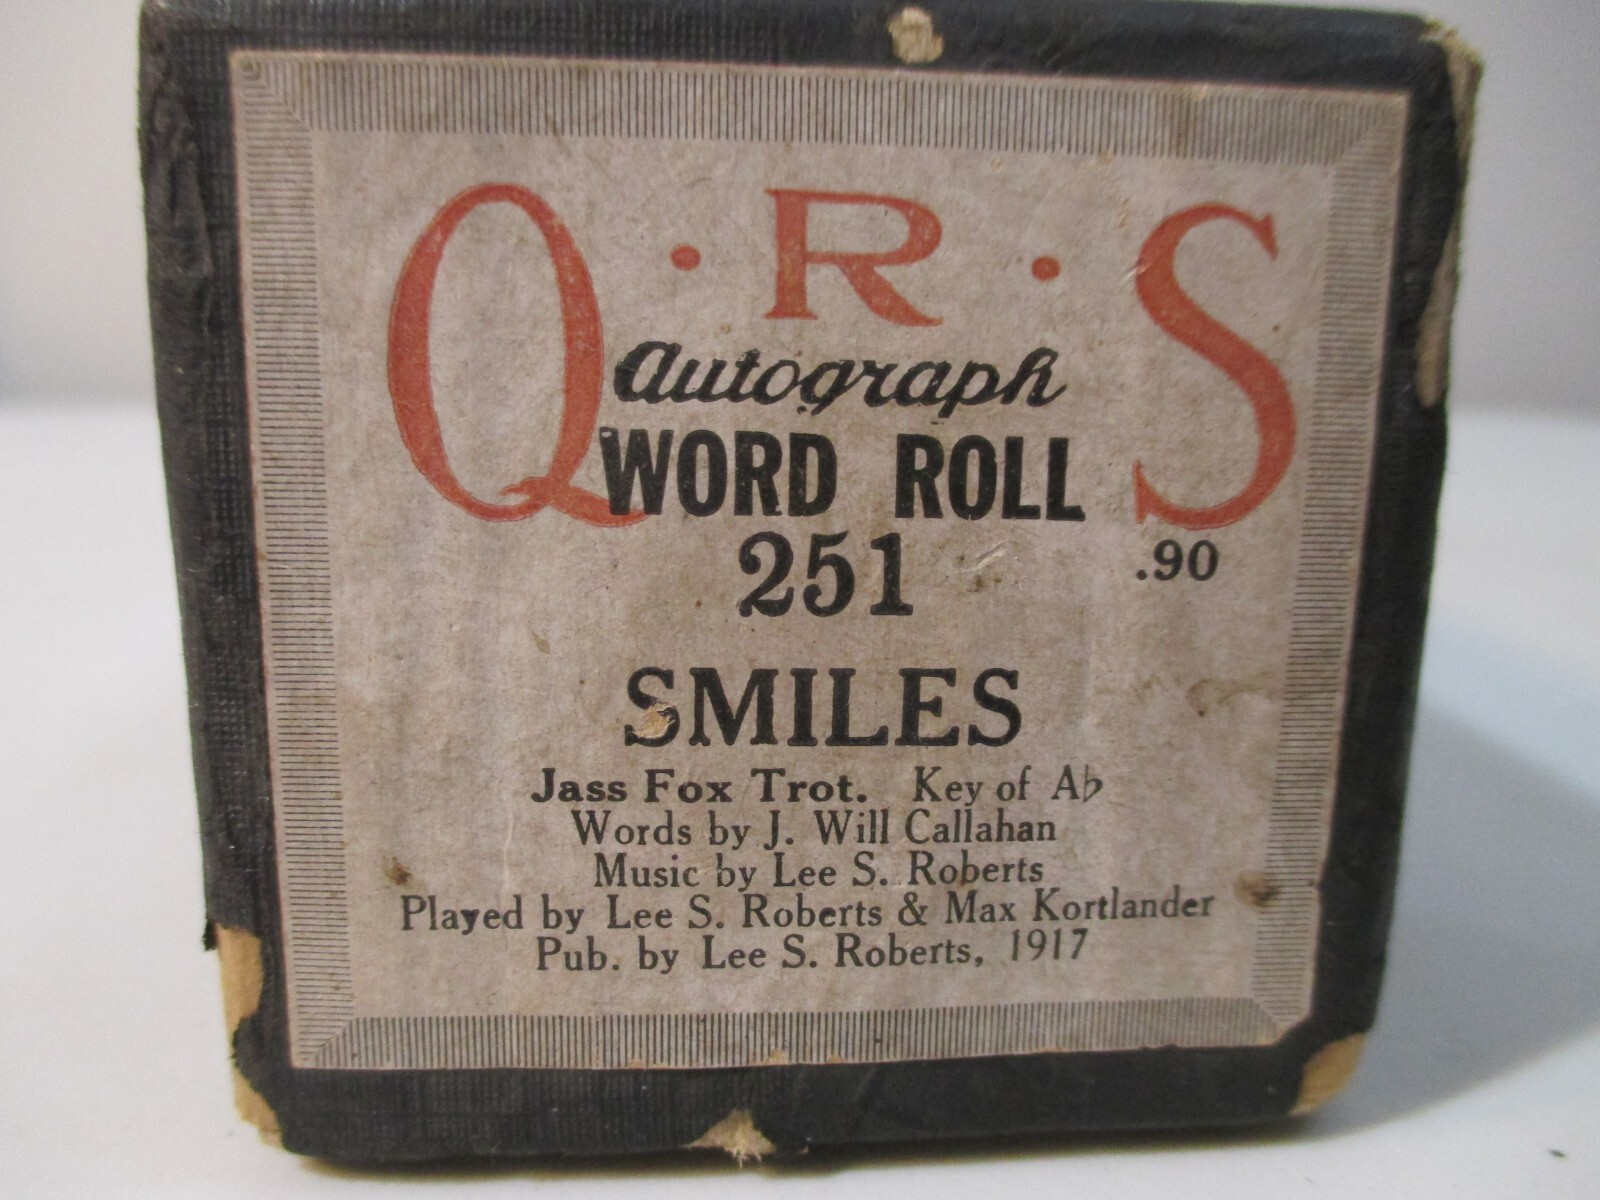 Q·R·S
autograph
WORD ROLL
251 .90
SMILES
Jass Fox Trot. Key of A♭
Words by J. Will Callahan
Music by Lee S. Roberts
Played by Lee S. Roberts & Max Kortlander
Pub. by Lee S. Roberts, 1917